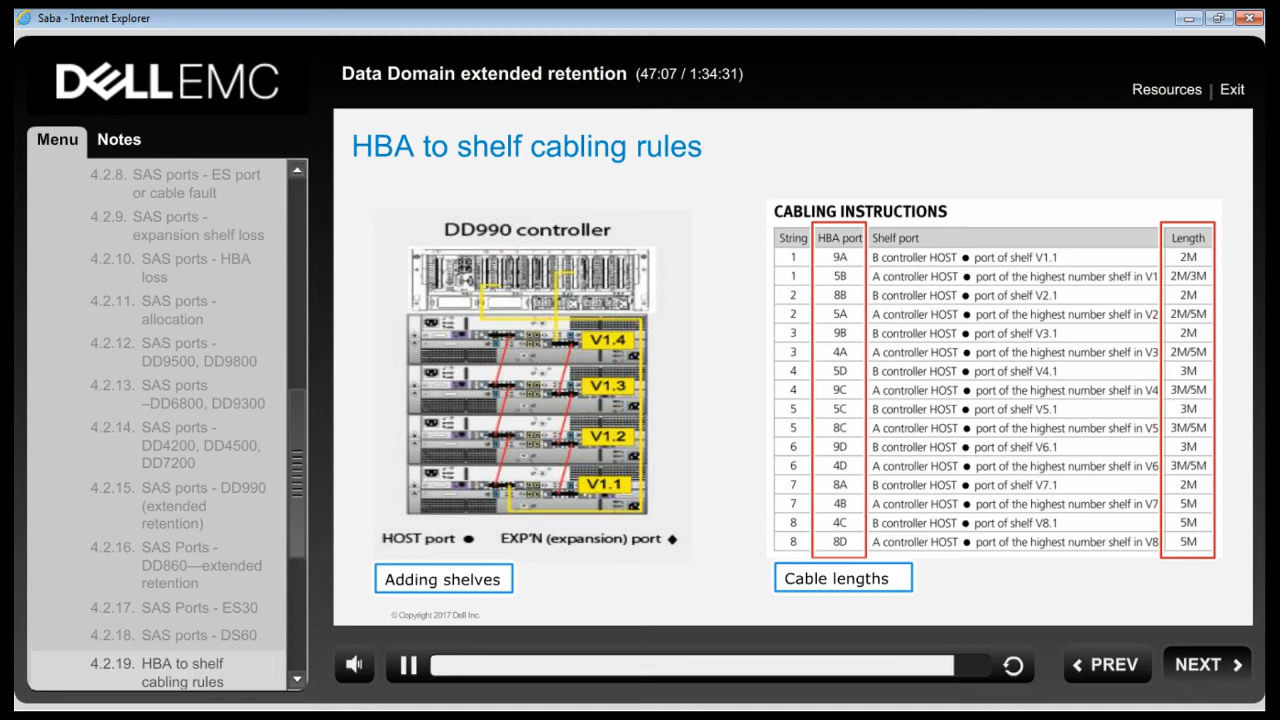 Saba - Internet Explorer
DELLEMC
Data Domain extended retention (47:07 / 1:34:31)
Resources | Exit
Menu Notes
4.2.8. SAS ports - ES port
or cable fault
4.2.9. SAS ports -
expansion shelf loss
4.2.10. SAS ports - HBA
loss
4.2.11. SAS ports -
allocation
4.2.12. SAS ports -
DD9500, DD9800
4.2.13. SAS ports
–DD6800, DD9300
4.2.14. SAS ports -
DD4200, DD4500,
DD7200
4.2.15. SAS ports - DD990
(extended
retention)
4.2.16. SAS Ports -
DD860—extended
retention
4.2.17. SAS Ports - ES30
4.2.18. SAS ports - DS60
4.2.19. HBA to shelf
cabling rules
HBA to shelf cabling rules
DD990 controller
V1.4
V1.3
V1.2
V1.1
HOST port ● EXP'N (expansion) port ◆
Adding shelves
CABLING INSTRUCTIONS
String HBA port Shelf port Length
1 9A B controller HOST ● port of shelf V1.1 2M
1 5B A controller HOST ● port of the highest number shelf in V1 2M/3M
2 8B B controller HOST ● port of shelf V2.1 2M
2 5A A controller HOST ● port of the highest number shelf in V2 2M/5M
3 9B B controller HOST ● port of shelf V3.1 2M
3 4A A controller HOST ● port of the highest number shelf in V3 2M/5M
4 5D B controller HOST ● port of shelf V4.1 3M
4 9C A controller HOST ● port of the highest number shelf in V4 3M/5M
5 5C B controller HOST ● port of shelf V5.1 3M
5 8C A controller HOST ● port of the highest number shelf in V5 3M/5M
6 9D B controller HOST ● port of shelf V6.1 3M
6 4D A controller HOST ● port of the highest number shelf in V6 3M/5M
7 8A B controller HOST ● port of shelf V7.1 2M
7 4B A controller HOST ● port of the highest number shelf in V7 5M
8 4C B controller HOST ● port of shelf V8.1 5M
8 8D A controller HOST ● port of the highest number shelf in V8 5M
Cable lengths
© Copyright 2017 Dell Inc.
PREV
NEXT